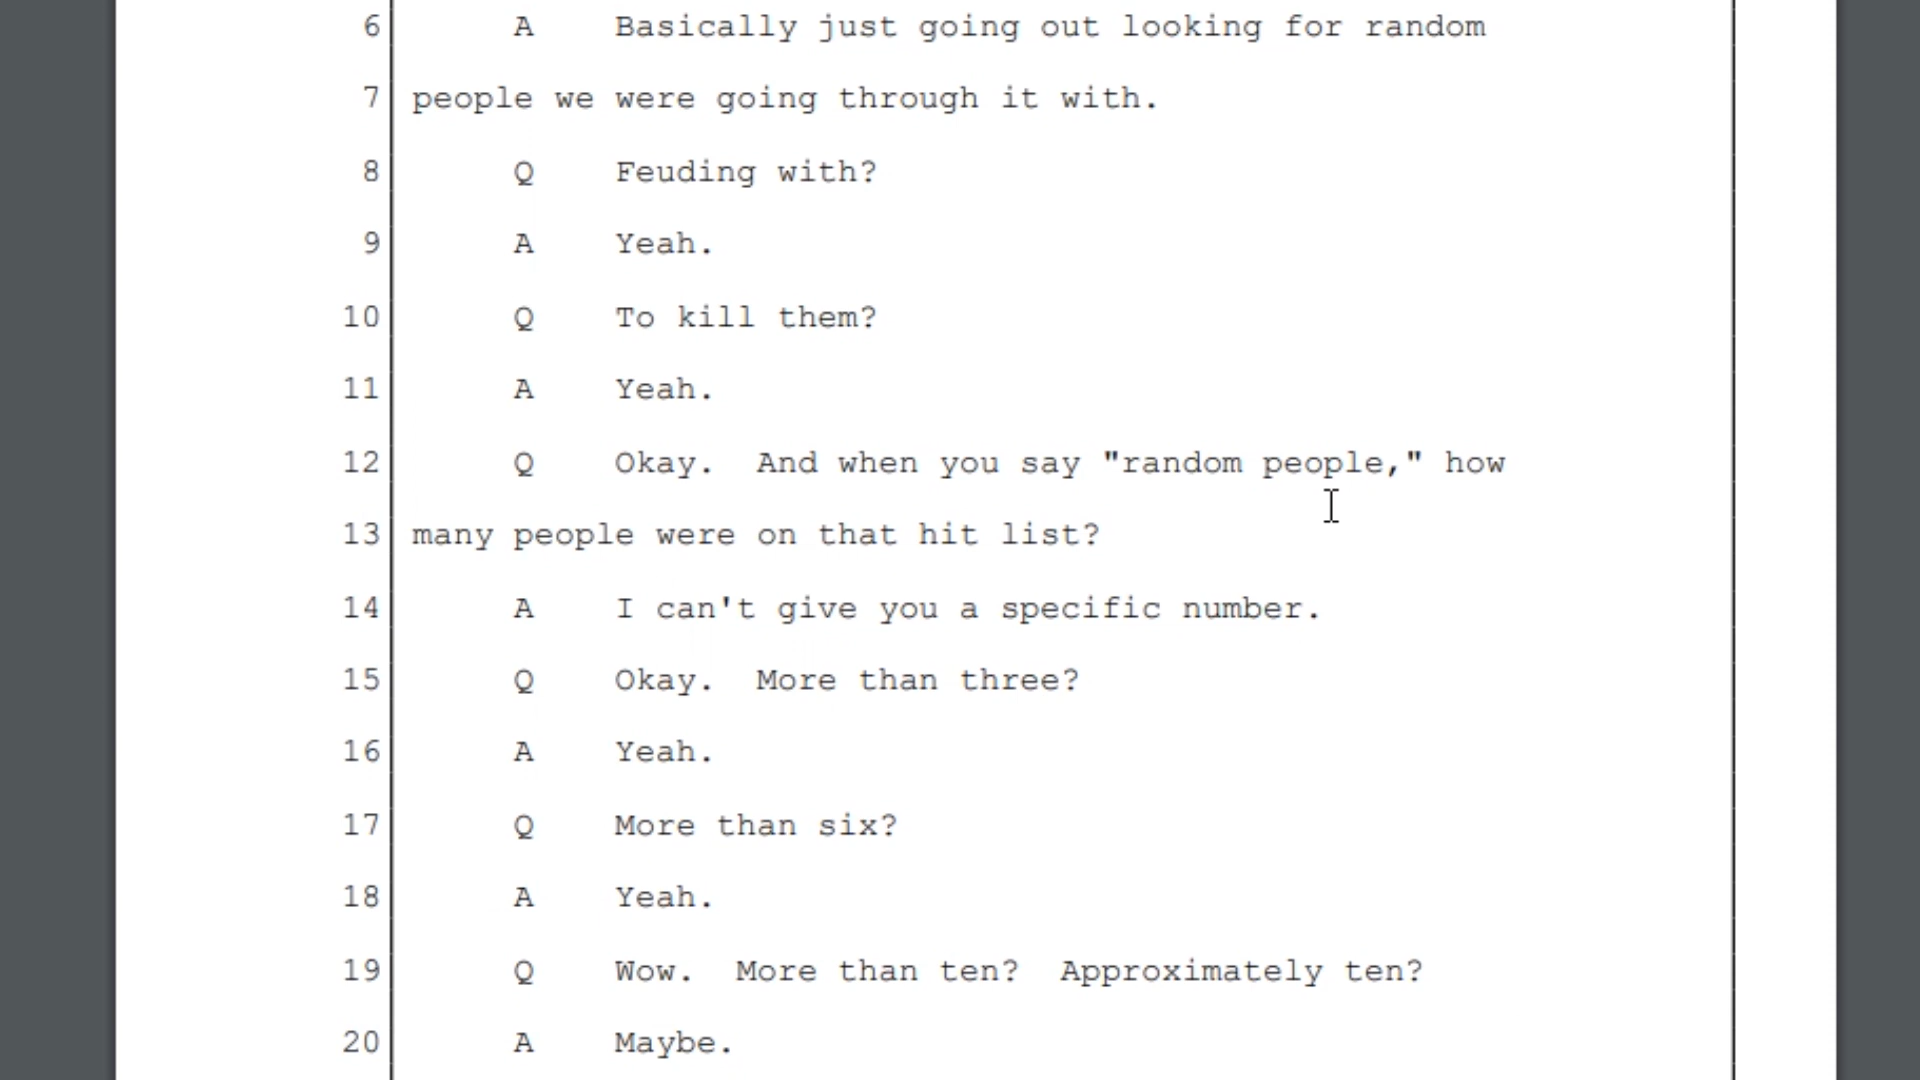 6 A Basically just going out looking for random
7 people we were going through it with.
8 Q Feuding with?
9 A Yeah.
10 Q To kill them?
11 A Yeah.
12 Q Okay. And when you say "random people," how
13 many people were on that hit list?
14 A I can't give you a specific number.
15 Q Okay. More than three?
16 A Yeah.
17 Q More than six?
18 A Yeah.
19 Q Wow. More than ten? Approximately ten?
20 A Maybe.